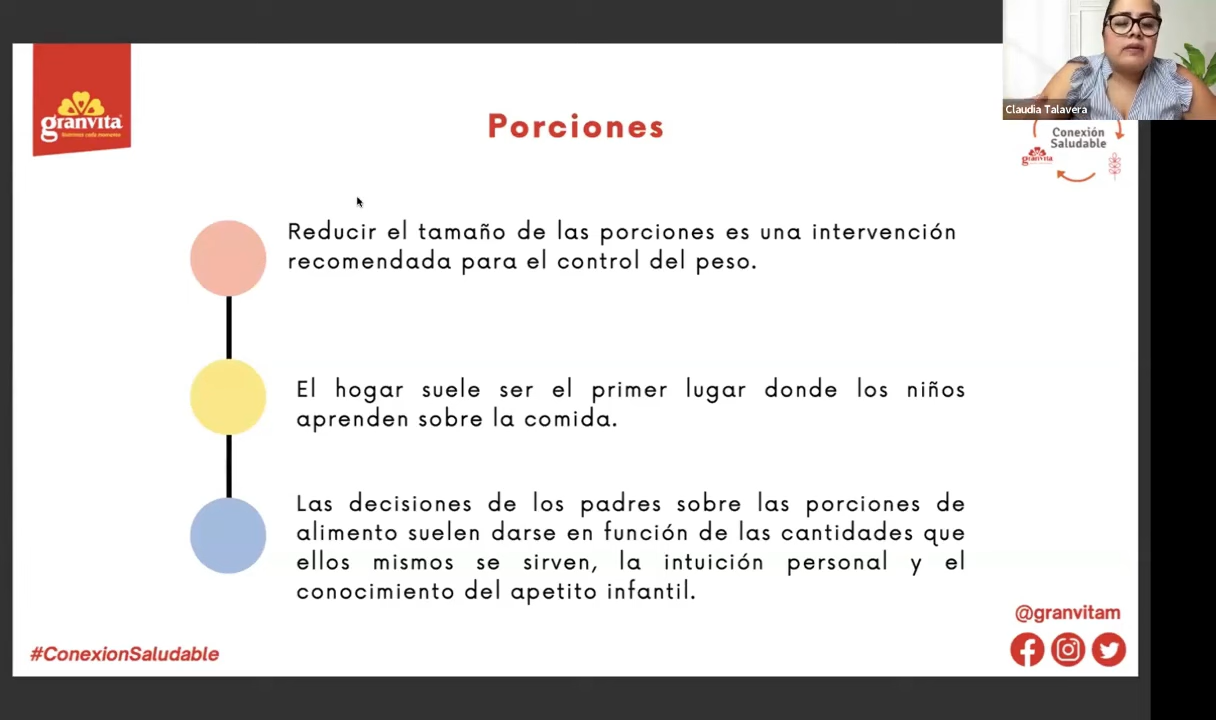 granvita
Claudia Talavera
Porciones
Conexión
Saludable
granvita
Reducir el tamaño de las porciones es una intervención
recomendada para el control del peso.
El hogar suele ser el primer lugar donde los niños
aprenden sobre la comida.
Las decisiones de los padres sobre las porciones de
alimento suelen darse en función de las cantidades que
ellos mismos se sirven, la intuición personal y el
conocimiento del apetito infantil.
@granvitam
#ConexionSaludable